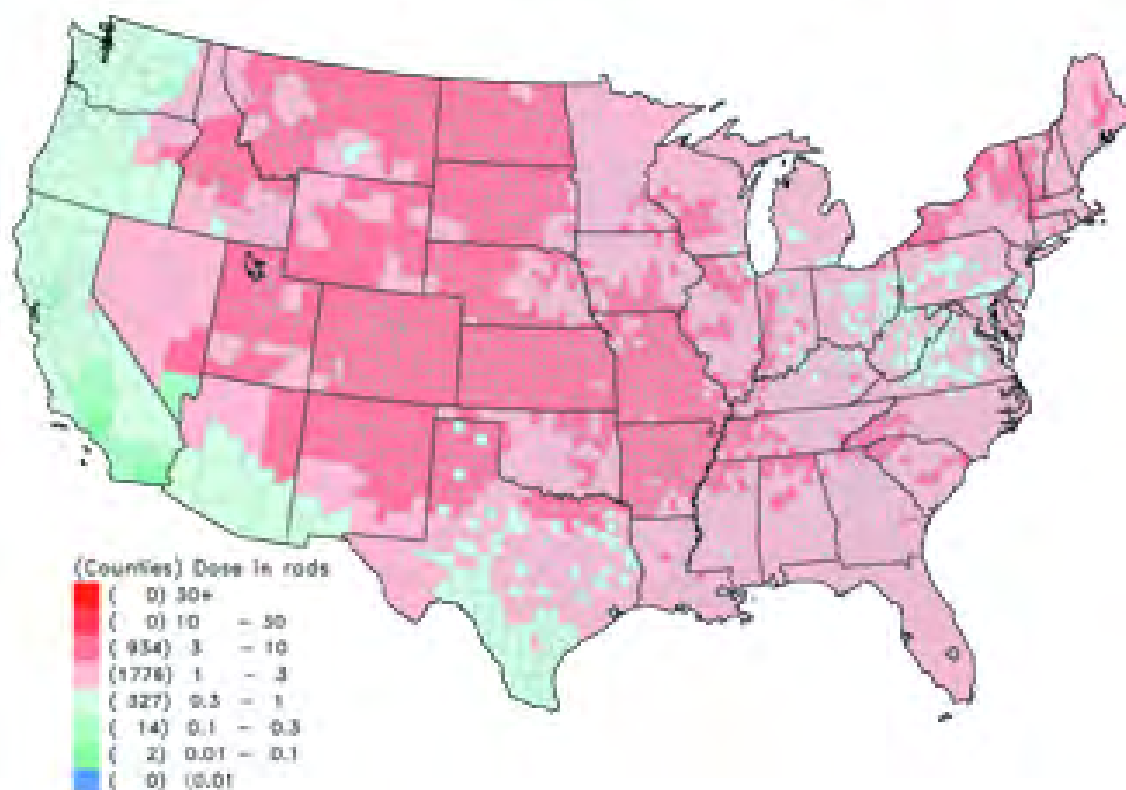 (Counties) Dose in rads
( 0) 30+
( 0) 10 - 30
( 934) 3 - 10
(1776) 1 - 3
( 327) 0.3 - 1
( 14) 0.1 - 0.3
( 2) 0.01 - 0.1
( 0) <0.01